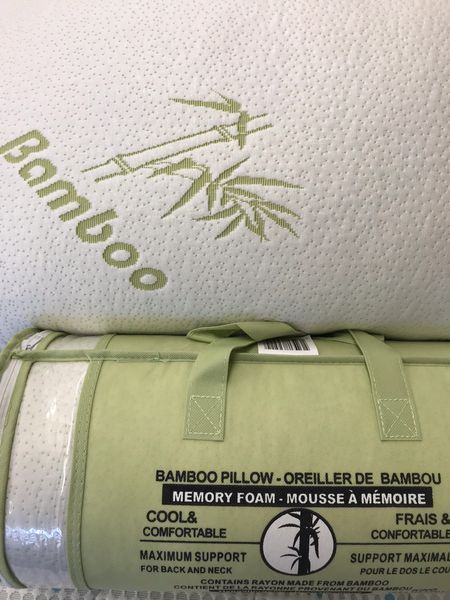 Bamboo
BAMBOO PILLOW - OREILLER DE BAMBOU
MEMORY FOAM - MOUSSE À MÉMOIRE
COOL& FRAIS &
COMFORTABLE CONFORTABLE
MAXIMUM SUPPORT SUPPORT MAXIMAL
FOR BACK AND NECK POUR LE DOS LE COU
CONTAINS RAYON MADE FROM BAMBOO
CONTIENT DE LA RAYONNE PROVENANT DU BAMBOU